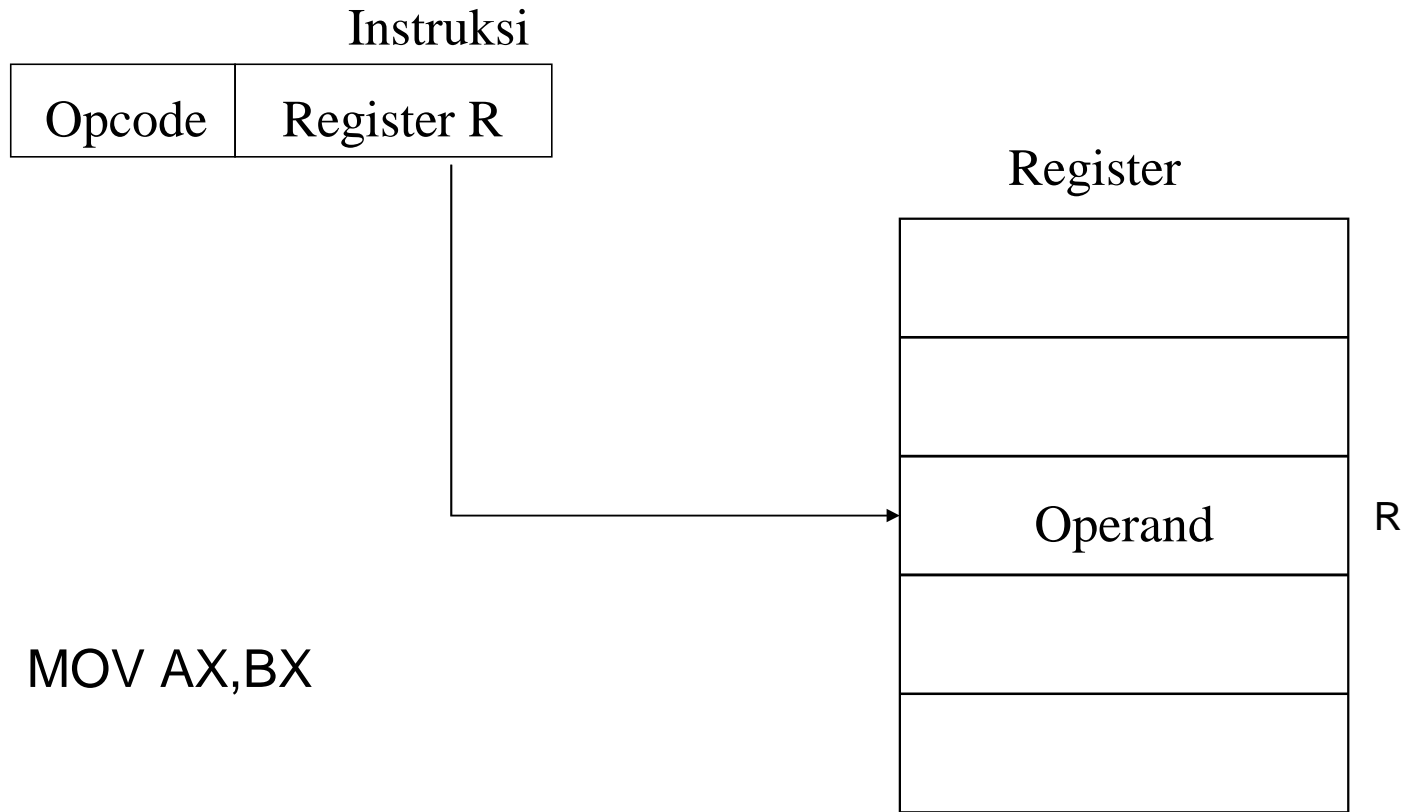 Instruksi
Opcode
Register R
Register
Operand
R
MOV AX,BX